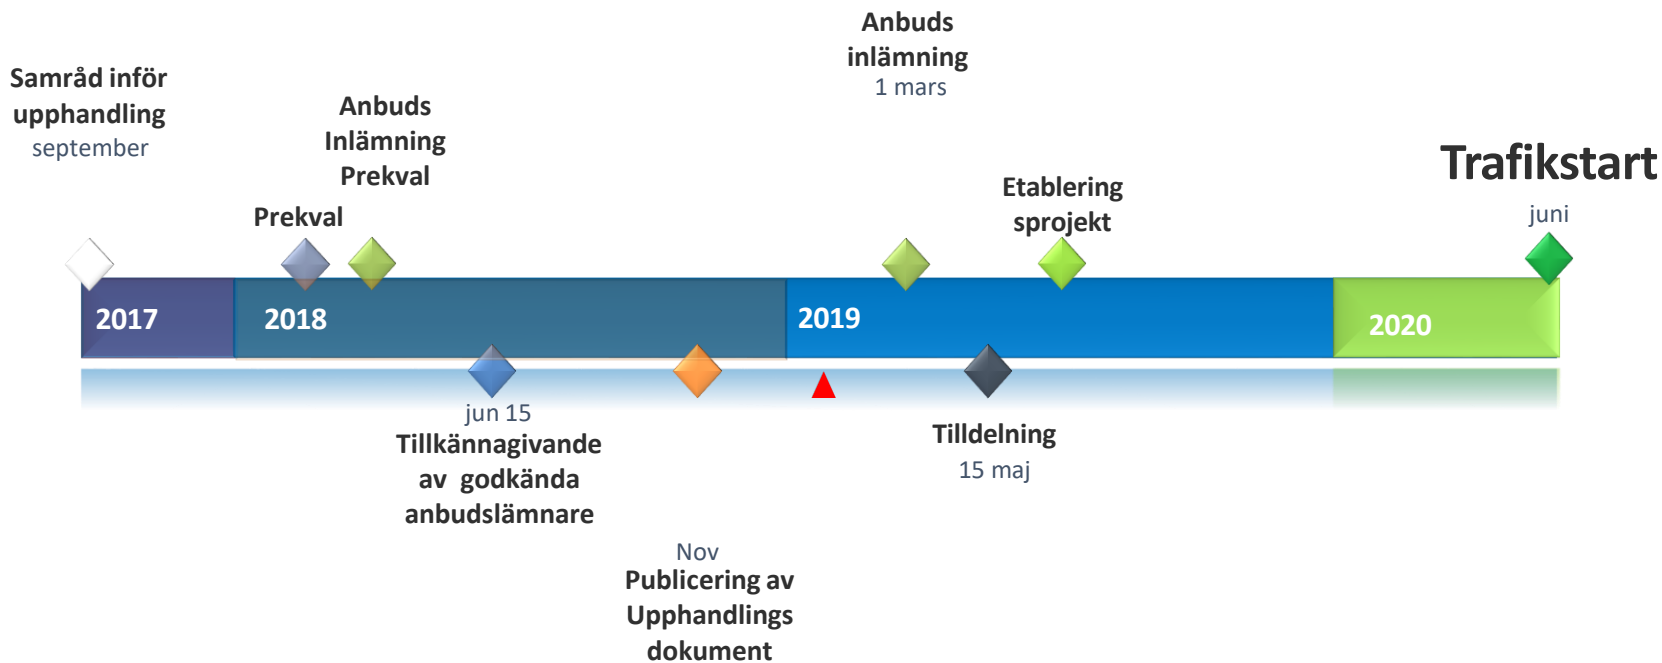 Samråd inför
upphandling
september
Prekval
Anbuds
Inlämning
Prekval
Anbuds
inlämning
1 mars
Etablering
sprojekt
Trafikstart
juni
2017
2018
2019
2020
jun 15
Tillkännagivande
av godkända
anbudslämnare
Nov
Publicering av
Upphandlings
dokument
Tilldelning
15 maj